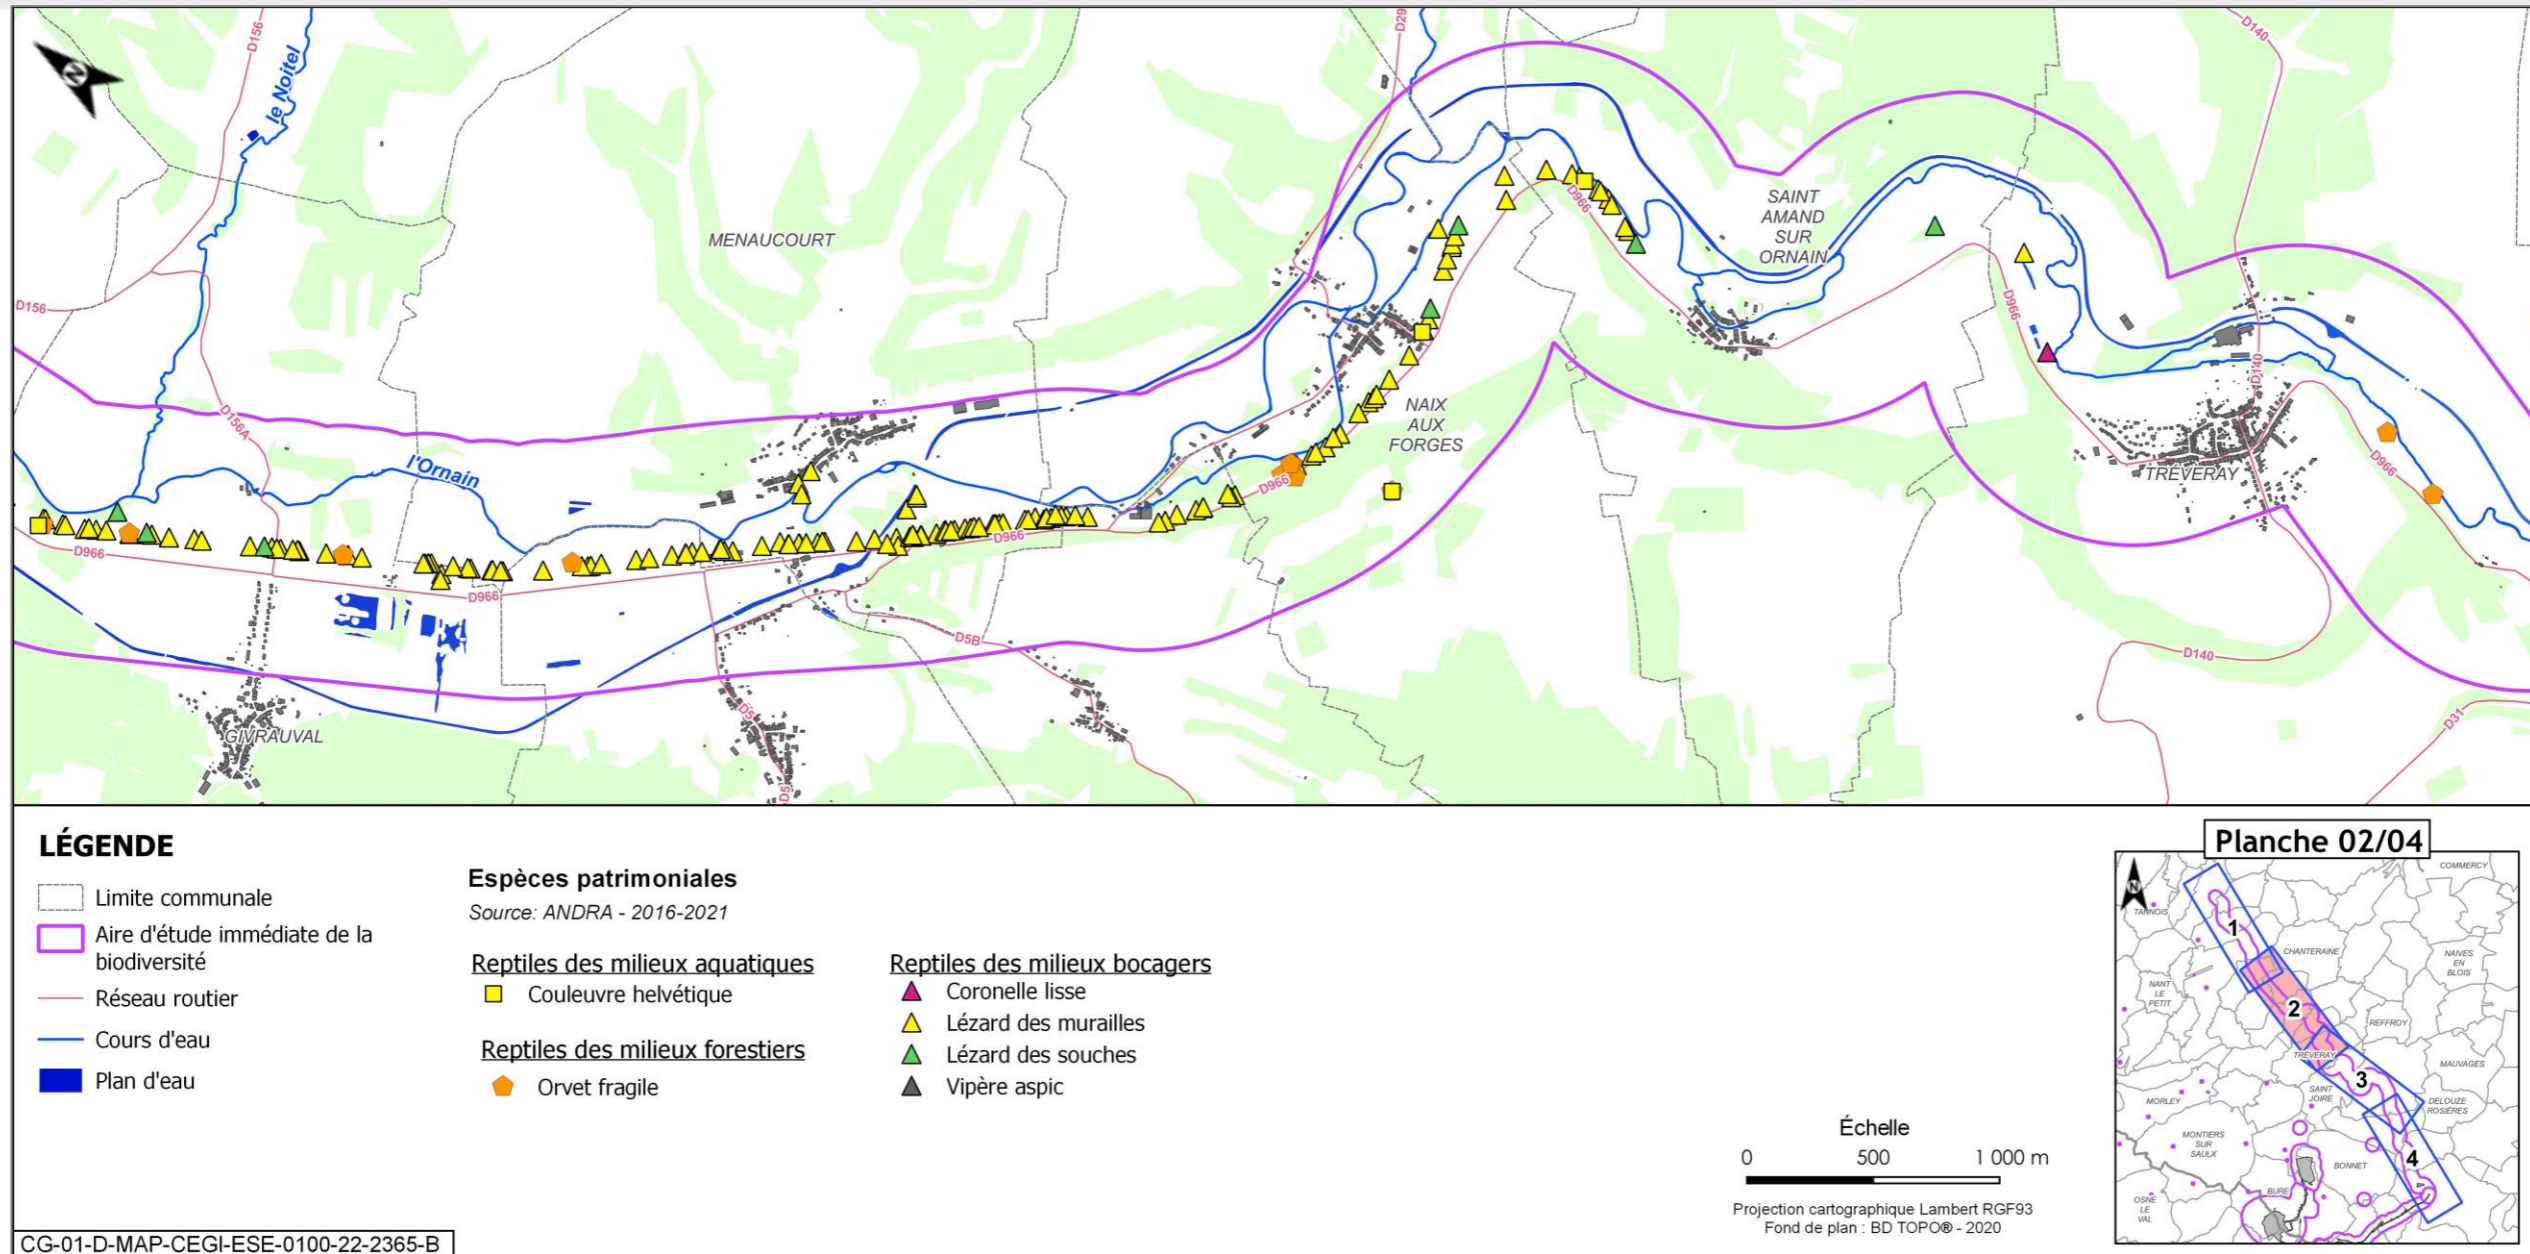 D156
le Noitel
D29
D140
MENAUCOURT
SAINT
AMAND
SUR
ORNAIN
D966
D156
D966
D156A
l'Ornain
NAIX
AUX
FORGES
D140
D966
TRÉVERAY
D966
D966
D966
D966
D5B
D140
D5
D31
GIVRAUVAL
D5
LÉGENDE
Limite communale
Aire d'étude immédiate de la
biodiversité
Réseau routier
Cours d'eau
Plan d'eau
Espèces patrimoniales
Source: ANDRA - 2016-2021
Reptiles des milieux aquatiques
Couleuvre helvétique
Reptiles des milieux forestiers
Orvet fragile
Reptiles des milieux bocagers
Coronelle lisse
Lézard des murailles
Lézard des souches
Vipère aspic
Échelle
0 500 1 000 m
Projection cartographique Lambert RGF93
Fond de plan : BD TOPO® - 2020
Planche 02/04
N
COMMERCY
TANNOIS
1
CHANTERAINE
NAIVES
EN
BLOIS
NANT
LE
PETIT
2
REFFROY
TRÉVERAY
MAUVAGES
3
SAINT
JOIRE
MORLEY
DELOUZE
ROSIÈRES
MONTIERS
SUR
SAULX
4
BONNET
BURE
OSNE
LE
VAL
CG-01-D-MAP-CEGI-ESE-0100-22-2365-B